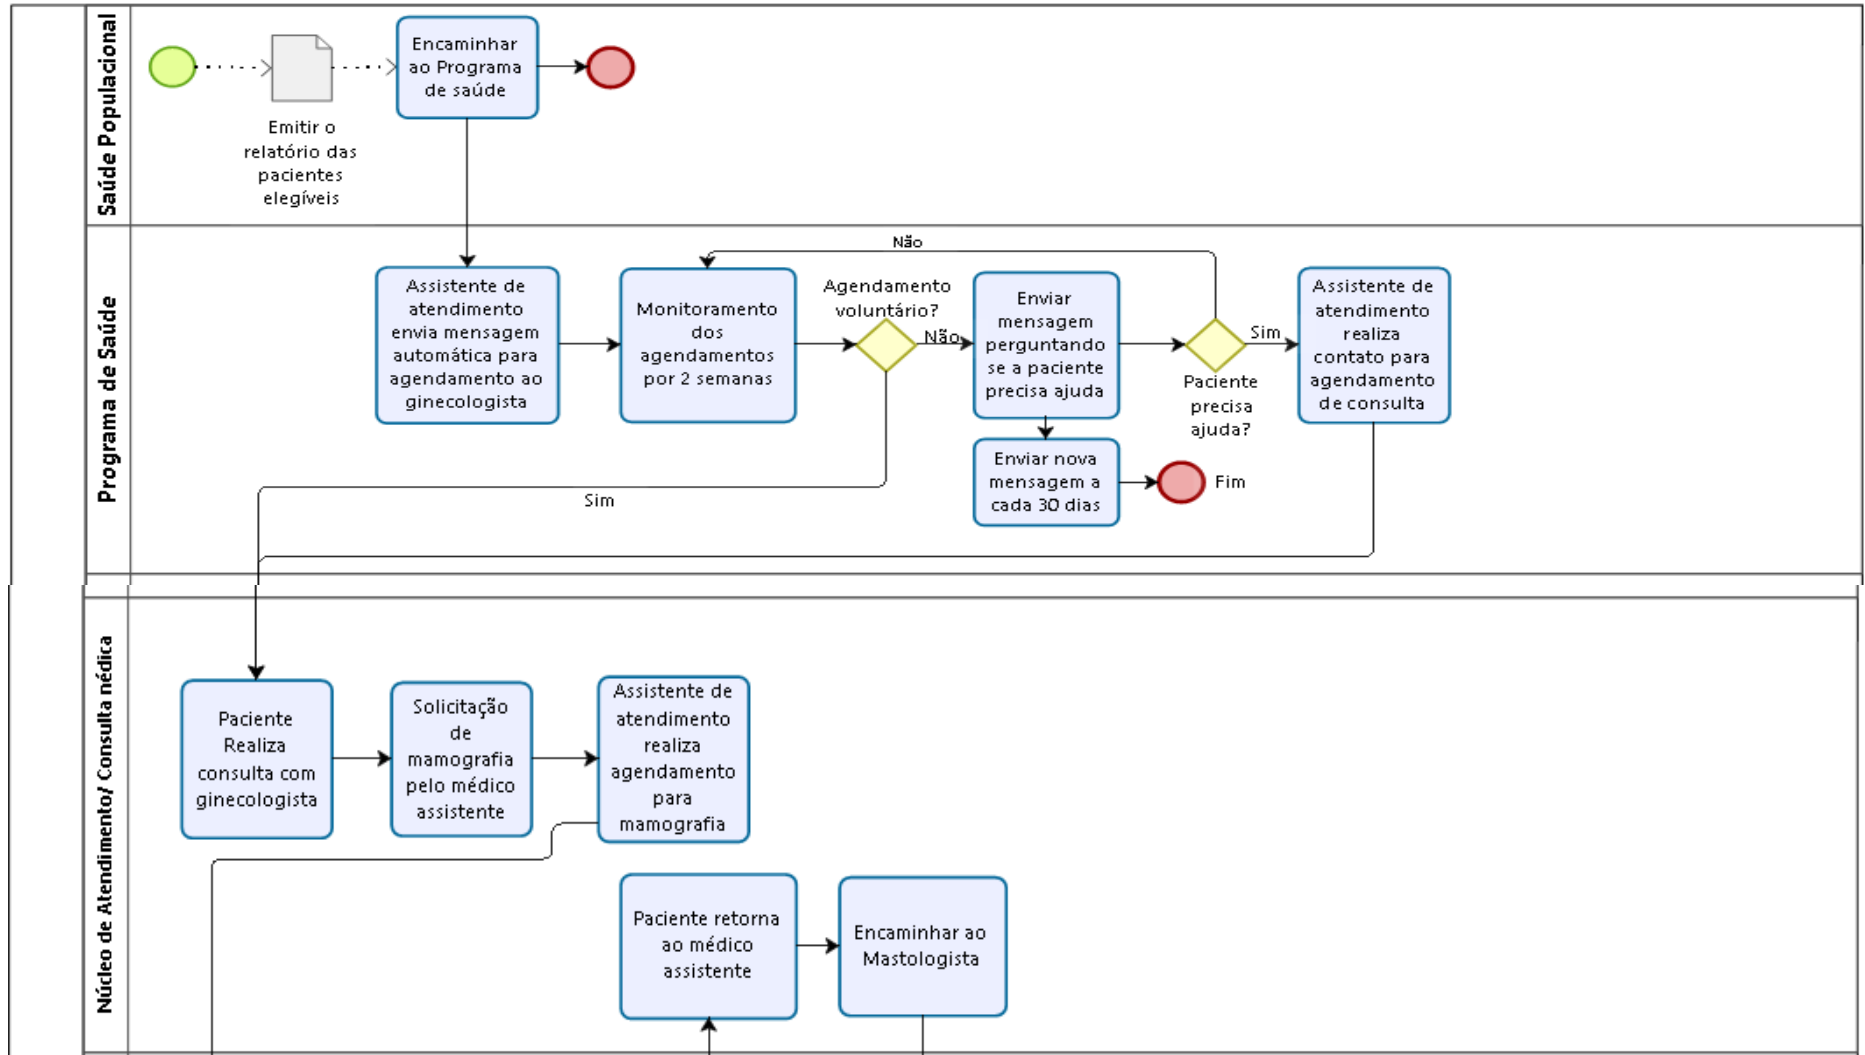 Saúde Populacional
Encaminhar
ao Programa
de saúde
Emitir o
relatório das
pacientes
elegíveis
Programa de Saúde
Assistente de
atendimento
envia mensagem
automática para
agendamento ao
ginecologista
Monitoramento
dos
agendamentos
por 2 semanas
Agendamento
voluntário?
Não
Sim
Enviar
mensagem
perguntando
se a paciente
precisa ajuda
Enviar nova
mensagem a
cada 30 dias
Fim
Não
Paciente
precisa
ajuda?
Sim
Assistente de
atendimento
realiza
contato para
agendamento
de consulta
Núcleo de Atendimento/ Consulta nédica
Paciente
Realiza
consulta com
ginecologista
Solicitação
de
mamografia
pelo médico
assistente
Assistente de
atendimento
realiza
agendamento
para
mamografia
Paciente retorna
ao médico
assistente
Encaminhar ao
Mastologista